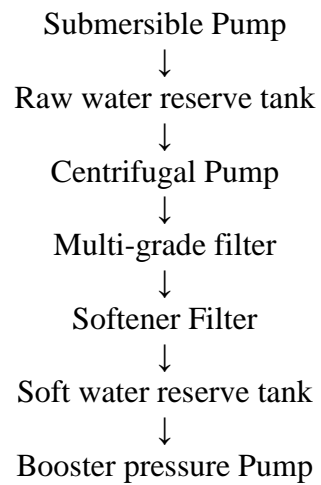 Submersible Pump
↓
Raw water reserve tank
↓
Centrifugal Pump
↓
Multi-grade filter
↓
Softener Filter
↓
Soft water reserve tank
↓
Booster pressure Pump